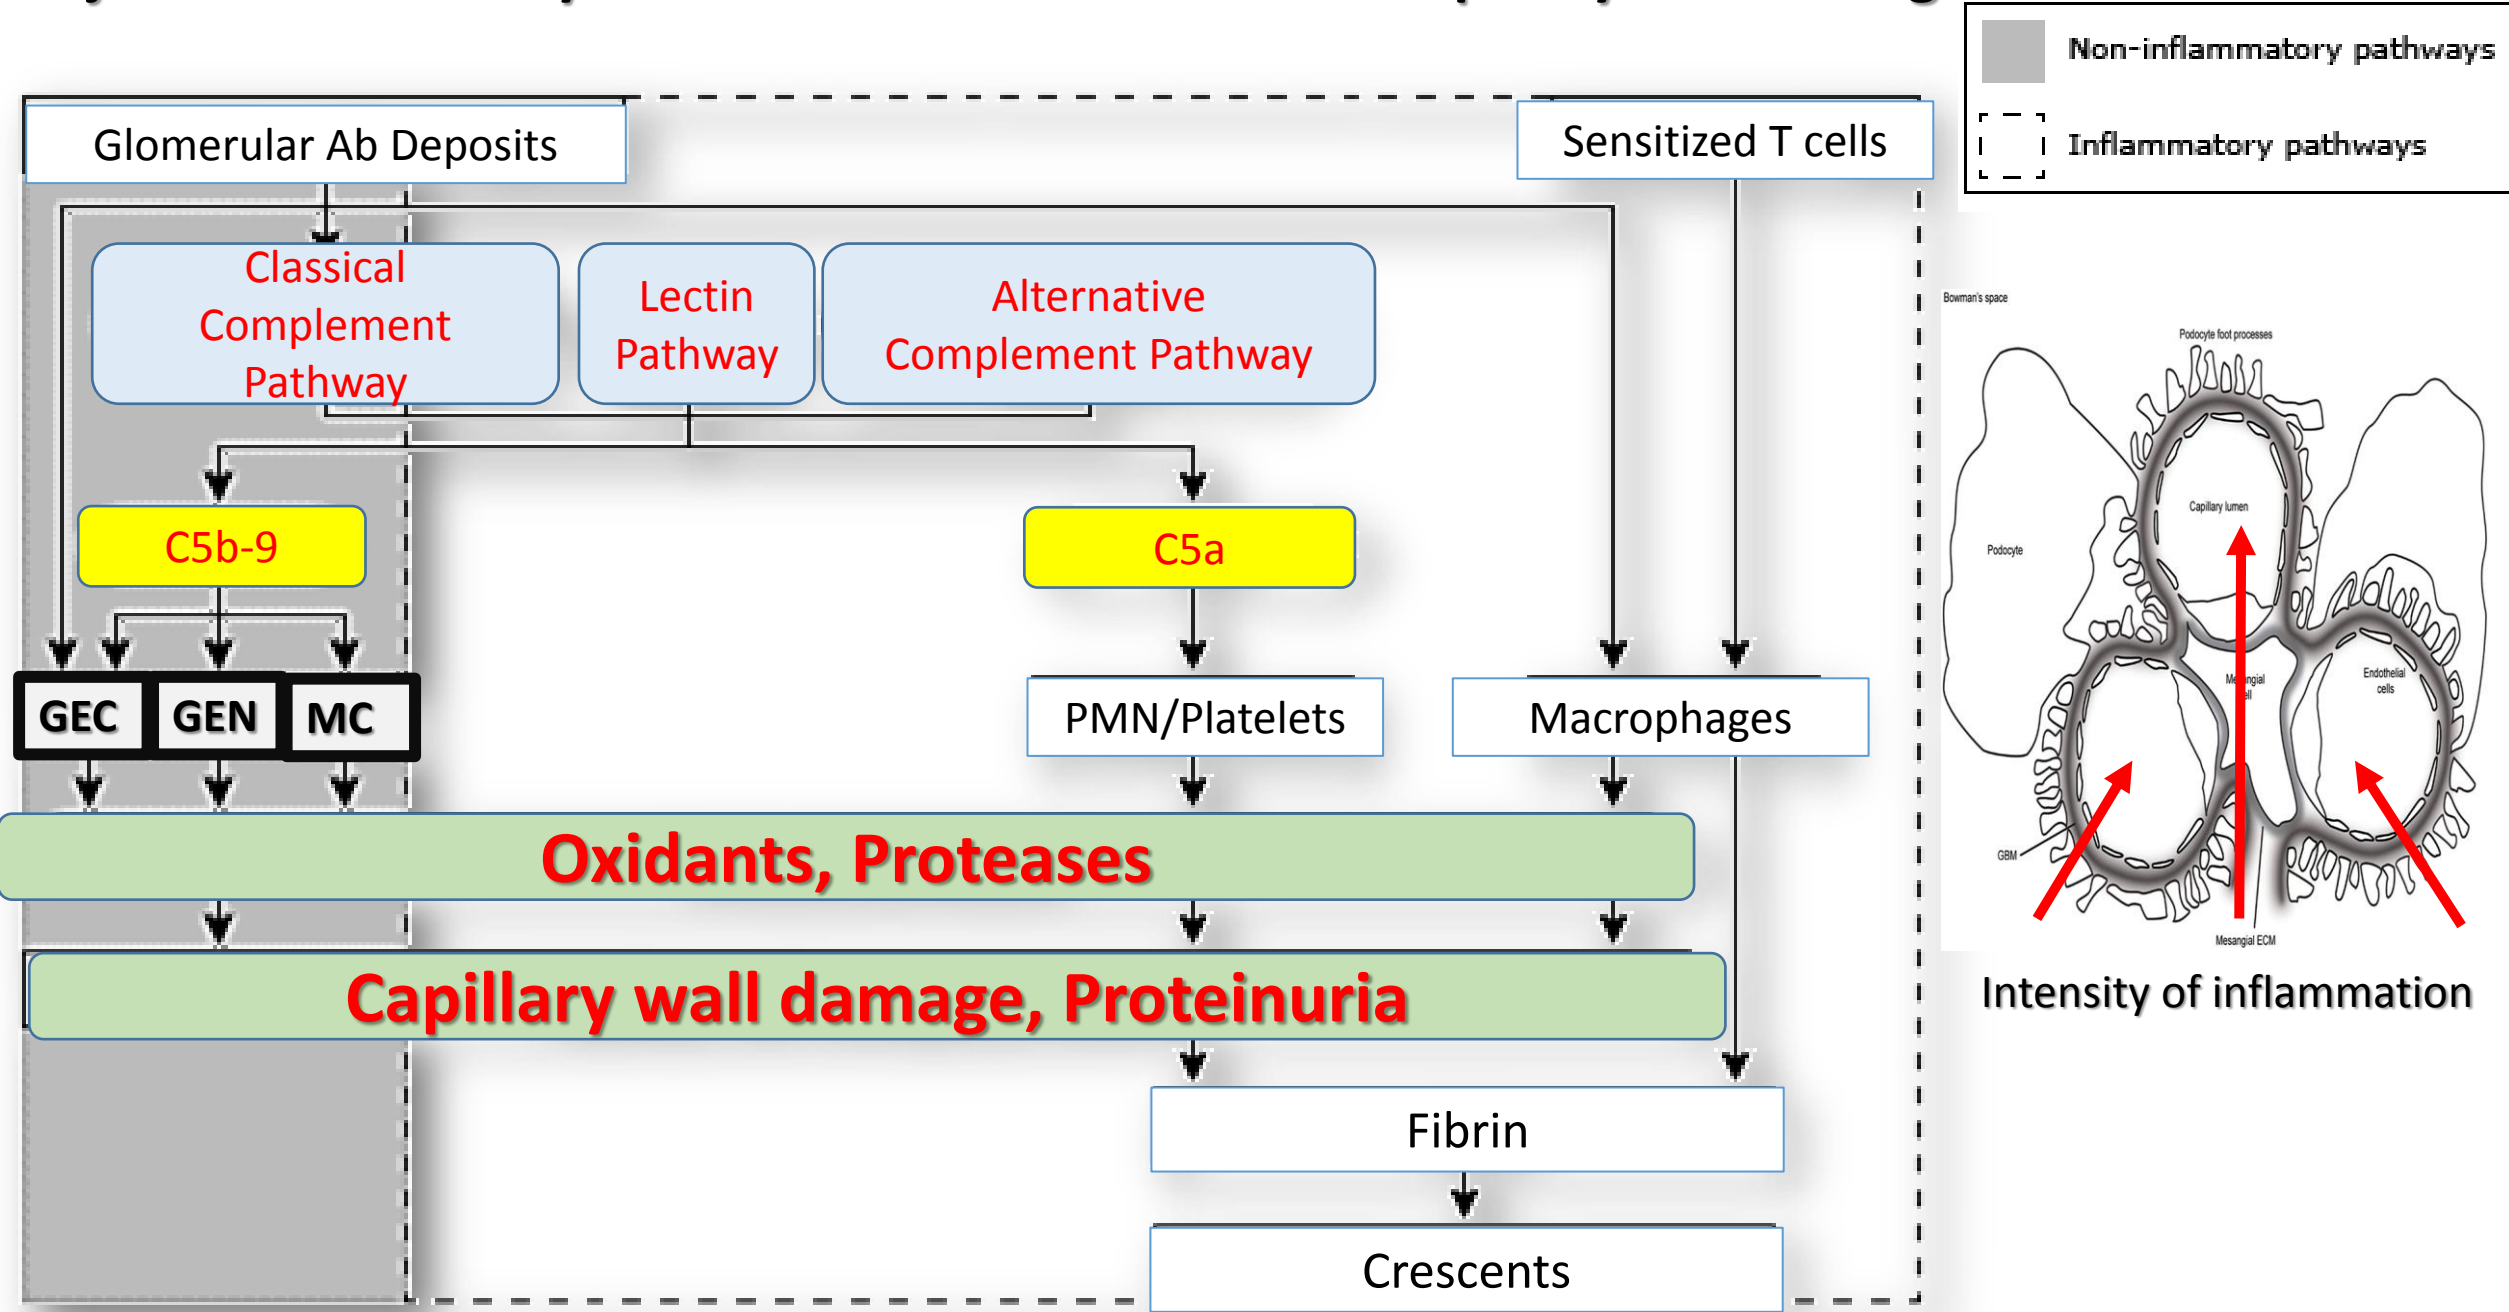 Non-inflammatory pathways
Inflammatory pathways
Glomerular Ab Deposits
Sensitized T cells
Classical
Complement
Pathway
Lectin
Pathway
Alternative
Complement Pathway
C5b-9
C5a
GEC
GEN
MC
PMN/Platelets
Macrophages
Oxidants, Proteases
Capillary wall damage, Proteinuria
Fibrin
Crescents
Bowman's space
Podocyte foot processes
Capillary lumen
Podocyte
Endothelial
cells
GBM
Mesangial ECM
Intensity of inflammation